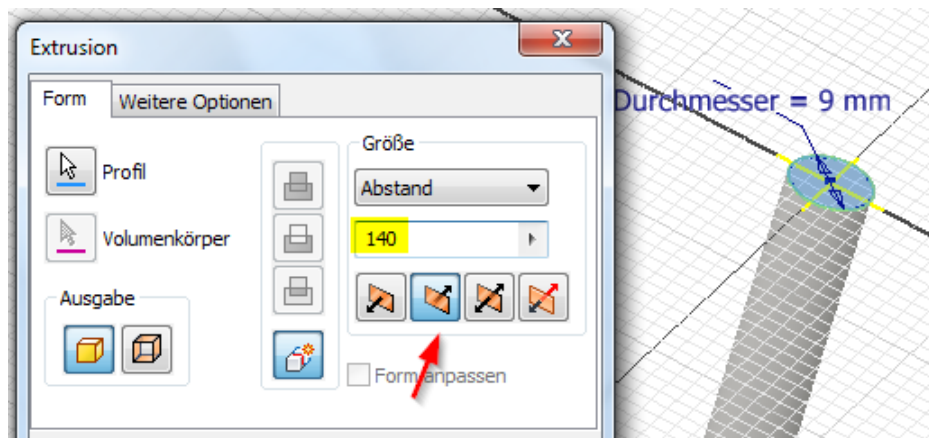 Extrusion
Form
Weitere Optionen
Profil
Volumenkörper
Ausgabe
Größe
Abstand
140
Form anpassen
Durchmesser = 9 mm